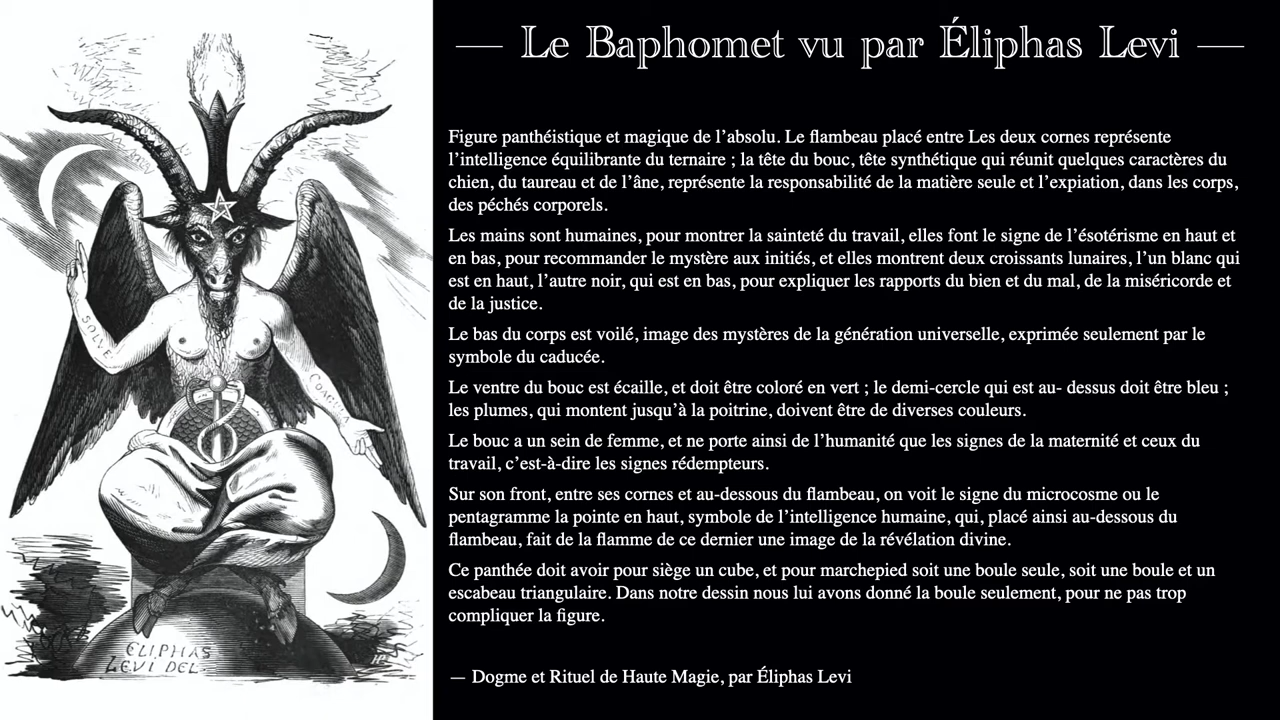 — Le Baphomet vu par Éliphas Levi —
Figure panthéistique et magique de l’absolu. Le flambeau placé entre Les deux cornes représente
l’intelligence équilibrante du ternaire ; la tête du bouc, tête synthétique qui réunit quelques caractères du
chien, du taureau et de l’âne, représente la responsabilité de la matière seule et l’expiation, dans les corps,
des péchés corporels.
Les mains sont humaines, pour montrer la sainteté du travail, elles font le signe de l’ésotérisme en haut et
en bas, pour recommander le mystère aux initiés, et elles montrent deux croissants lunaires, l’un blanc qui
est en haut, l’autre noir, qui est en bas, pour expliquer les rapports du bien et du mal, de la miséricorde et
de la justice.
Le bas du corps est voilé, image des mystères de la génération universelle, exprimée seulement par le
symbole du caducée.
Le ventre du bouc est écaille, et doit être coloré en vert ; le demi-cercle qui est au- dessus doit être bleu ;
les plumes, qui montent jusqu’à la poitrine, doivent être de diverses couleurs.
Le bouc a un sein de femme, et ne porte ainsi de l’humanité que les signes de la maternité et ceux du
travail, c’est-à-dire les signes rédempteurs.
Sur son front, entre ses cornes et au-dessous du flambeau, on voit le signe du microcosme ou le
pentagramme la pointe en haut, symbole de l’intelligence humaine, qui, placé ainsi au-dessous du
flambeau, fait de la flamme de ce dernier une image de la révélation divine.
Ce panthée doit avoir pour siège un cube, et pour marchepied soit une boule seule, soit une boule et un
escabeau triangulaire. Dans notre dessin nous lui avons donné la boule seulement, pour ne pas trop
compliquer la figure.
— Dogme et Rituel de Haute Magie, par Éliphas Levi
SOLVE
COAGULA
ELIPHAS
LEVI DEL.